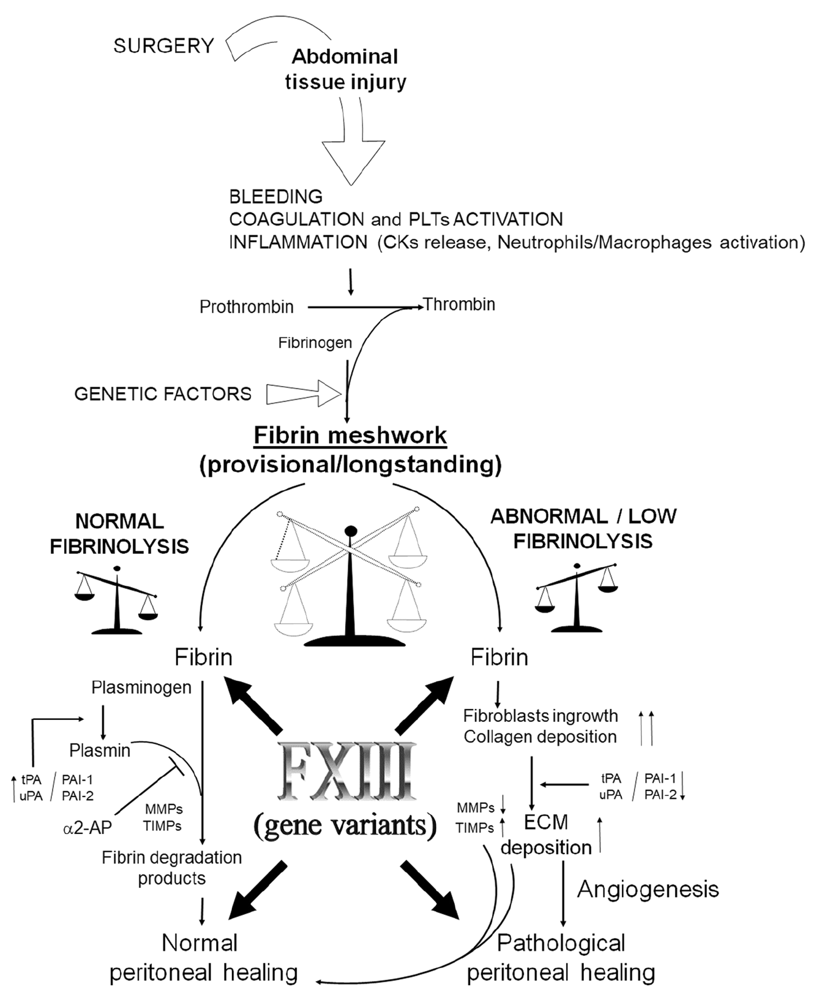 SURGERY
Abdominal
tissue injury
BLEEDING
COAGULATION and PLTs ACTIVATION
INFLAMMATION (CKs release, Neutrophils/Macrophages activation)
Prothrombin
Thrombin
Fibrinogen
GENETIC FACTORS
Fibrin meshwork
(provisional/longstanding)
NORMAL
FIBRINOLYSIS
ABNORMAL / LOW
FIBRINOLYSIS
Fibrin
Plasminogen
Plasmin
tPA / PAI-1
uPA / PAI-2
α2-AP
MMPs
TIMPs
Fibrin degradation
products
Normal
peritoneal healing
FXIII
(gene variants)
Fibrin
Fibroblasts ingrowth
Collagen deposition
tPA / PAI-1
uPA / PAI-2
MMPs
TIMPs
ECM
deposition
Angiogenesis
Pathological
peritoneal healing